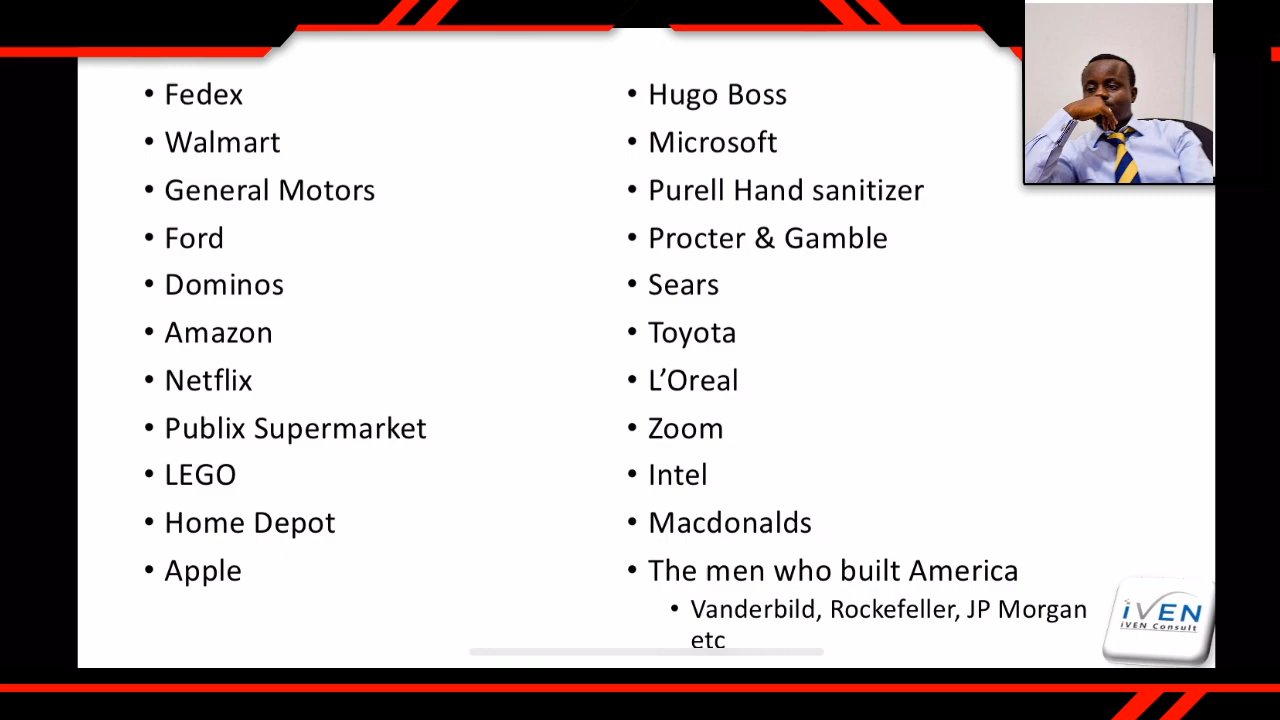 • Fedex
• Walmart
• General Motors
• Ford
• Dominos
• Amazon
• Netflix
• Publix Supermarket
• LEGO
• Home Depot
• Apple
• Hugo Boss
• Microsoft
• Purell Hand sanitizer
• Procter & Gamble
• Sears
• Toyota
• L’Oreal
• Zoom
• Intel
• Macdonalds
• The men who built America
• Vanderbild, Rockefeller, JP Morgan
etc
iVEN
iVEN Consult